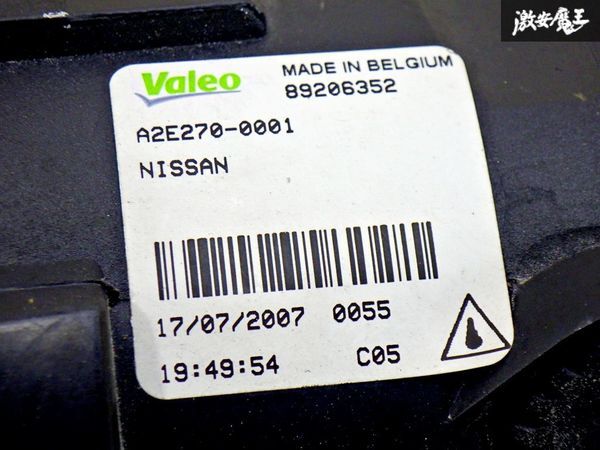 激安魔王
Valeo
MADE IN BELGIUM
89206352
A2E270-0001
NISSAN
17/07/2007 0055
19:49:54 C05